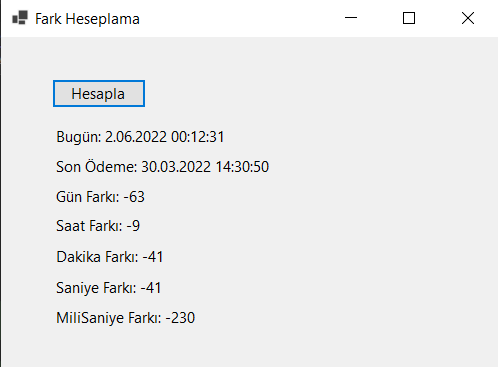 Fark Heseplama
Hesapla
Bugün: 2.06.2022 00:12:31
Son Ödeme: 30.03.2022 14:30:50
Gün Farkı: -63
Saat Farkı: -9
Dakika Farkı: -41
Saniye Farkı: -41
MiliSaniye Farkı: -230